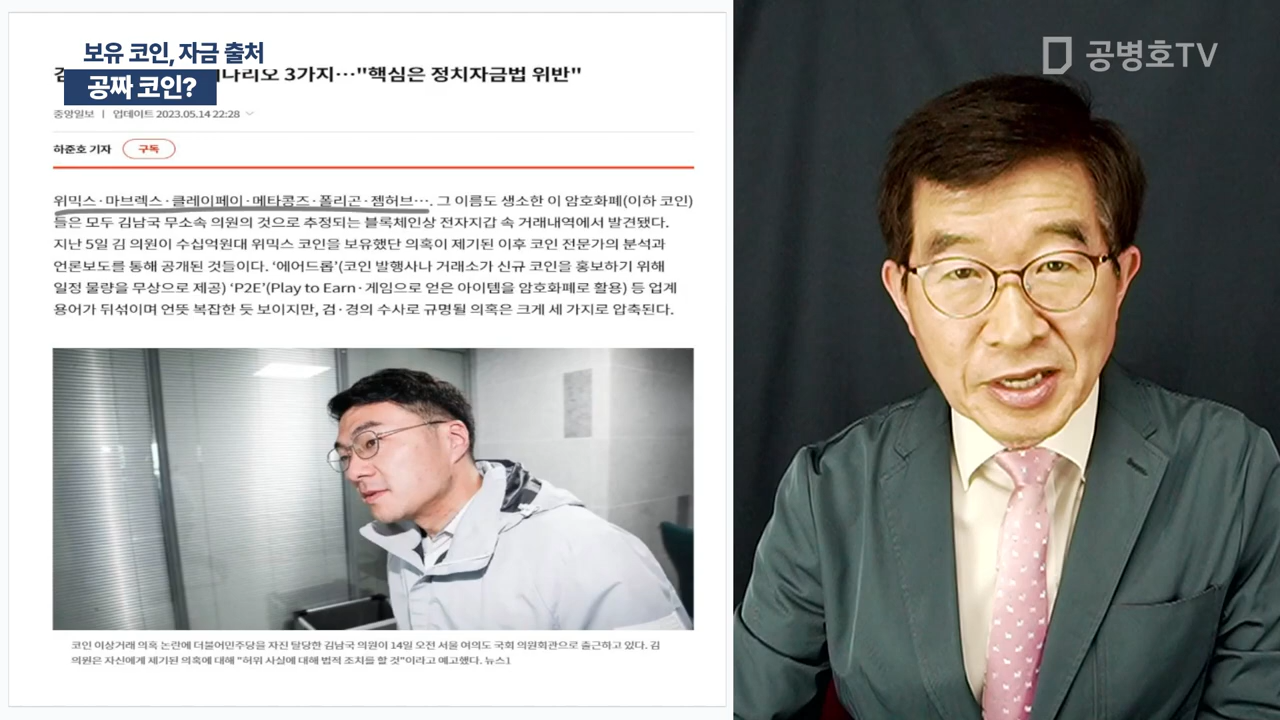 보유 코인, 자금 출처
공짜 코인?
나리오 3가지…"핵심은 정치자금법 위반"
중앙일보 | 업데이트 2023.05.14 22:28
하준호 기자 구독
위믹스·마브렉스·클레이페이·메타콩즈·폴리곤·젬허브…. 그 이름도 생소한 이 암호화폐(이하 코인)
들은 모두 김남국 무소속 의원의 것으로 추정되는 블록체인상 전자지갑 속 거래내역에서 발견됐다.
지난 5일 김 의원이 수십억원대 위믹스 코인을 보유했단 의혹이 제기된 이후 코인 전문가의 분석과
언론보도를 통해 공개된 것들이다. ‘에어드롭’(코인 발행사나 거래소가 신규 코인을 홍보하기 위해
일정 물량을 무상으로 제공) ‘P2E’(Play to Earn·게임으로 얻은 아이템을 암호화폐로 활용) 등 업계
용어가 뒤섞이며 언뜻 복잡한 듯 보이지만, 검·경의 수사로 규명될 의혹은 크게 세 가지로 압축된다.
코인 이상거래 의혹 논란에 더불어민주당을 자진 탈당한 김남국 의원이 14일 오전 서울 여의도 국회 의원회관으로 출근하고 있다. 김
의원은 자신에게 제기된 의혹에 대해 "허위 사실에 대해 법적 조치를 할 것"이라고 예고했다. 뉴스1
공병호TV